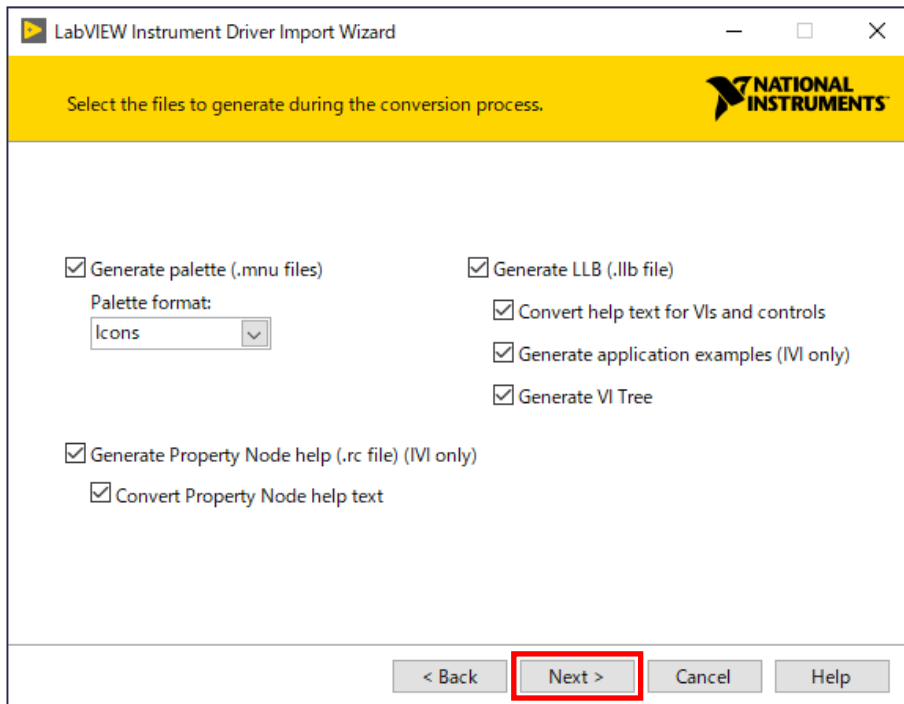 LabVIEW Instrument Driver Import Wizard
Select the files to generate during the conversion process.
NATIONAL
INSTRUMENTS
Generate palette (.mnu files)
Palette format:
Icons
Generate LLB (.llb file)
Convert help text for VIs and controls
Generate application examples (IVI only)
Generate VI Tree
Generate Property Node help (.rc file) (IVI only)
Convert Property Node help text
< Back
Next >
Cancel
Help